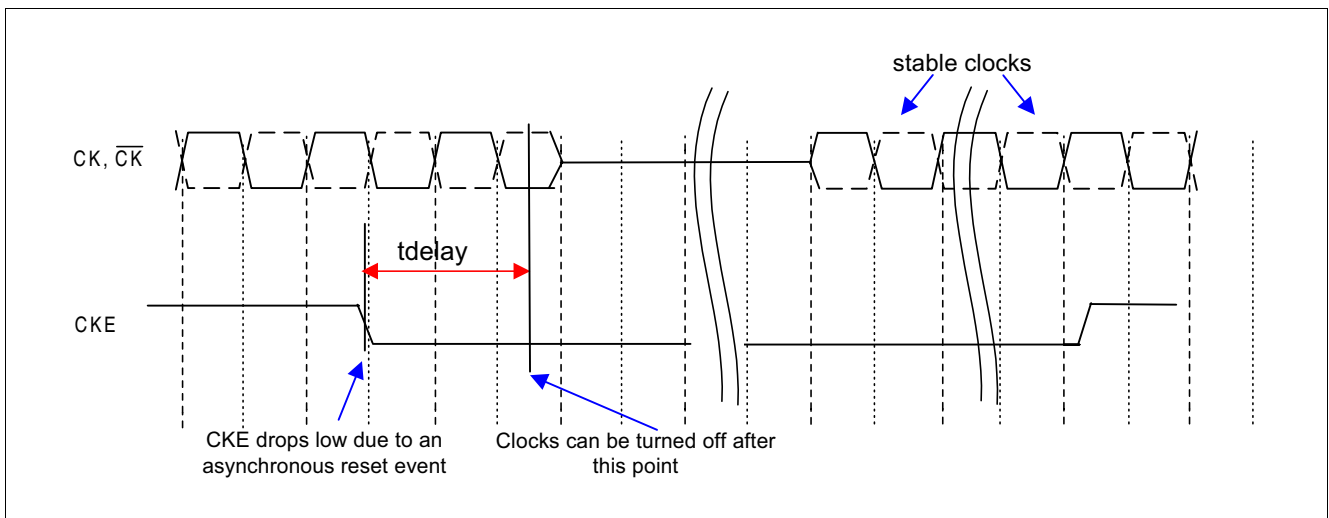 stable clocks
CK, C̅K̅
tdelay
CKE
CKE drops low due to an
asynchronous reset event
Clocks can be turned off after
this point